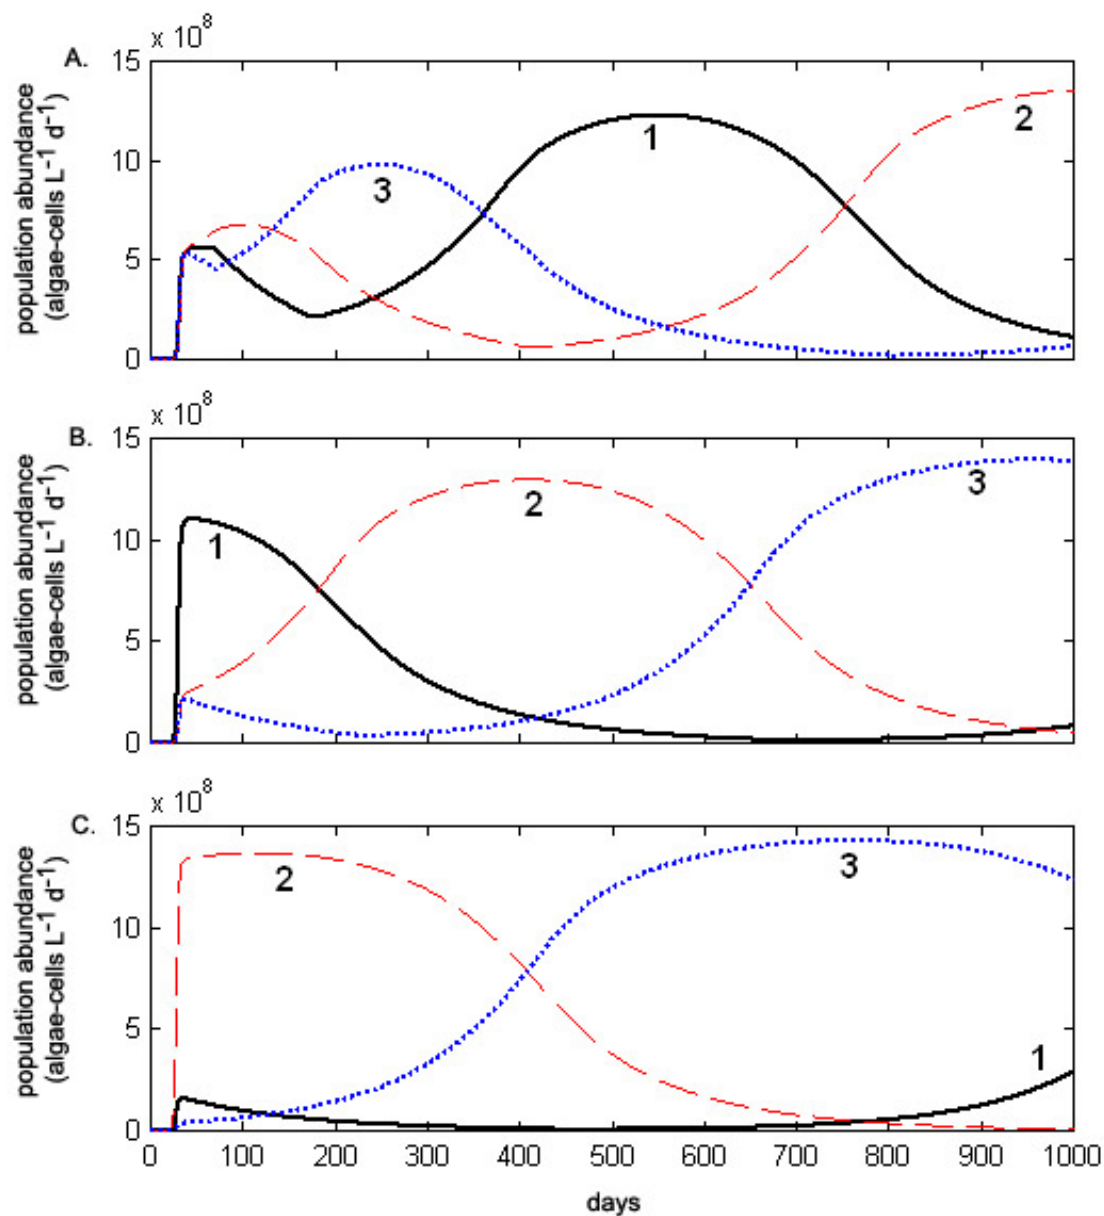 x 10^8
A.
15
10
5
0
population abundance
(algae-cells L^-1 d^-1)
1
2
3
x 10^8
B.
15
10
5
0
population abundance
(algae-cells L^-1 d^-1)
1
2
3
x 10^8
C.
15
10
5
0
population abundance
(algae-cells L^-1 d^-1)
2
3
1
0 100 200 300 400 500 600 700 800 900 1000
days